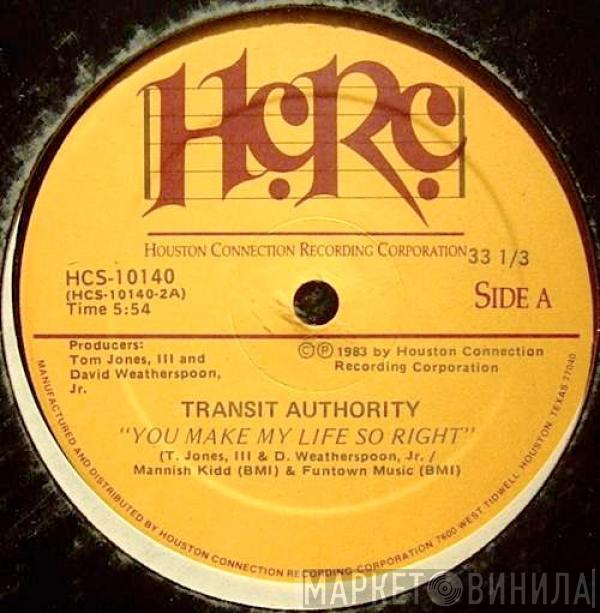 HcRc
HOUSTON CONNECTION RECORDING CORPORATION
33 1/3
HCS-10140
(HCS-10140-2A)
Time 5:54
SIDE A
Producers:
Tom Jones, III and
David Weatherspoon,
Jr.
©℗ 1983 by Houston Connection
Recording Corporation
TRANSIT AUTHORITY
"YOU MAKE MY LIFE SO RIGHT"
(T. Jones, III & D. Weatherspoon, Jr. /
Mannish Kidd (BMI) & Funtown Music (BMI)
MANUFACTURED AND DISTRIBUTED BY HOUSTON CONNECTION RECORDING CORPORATION 7600 WEST TIDWELL HOUSTON, TEXAS 77040
МАРКЕТ ВИНИЛА